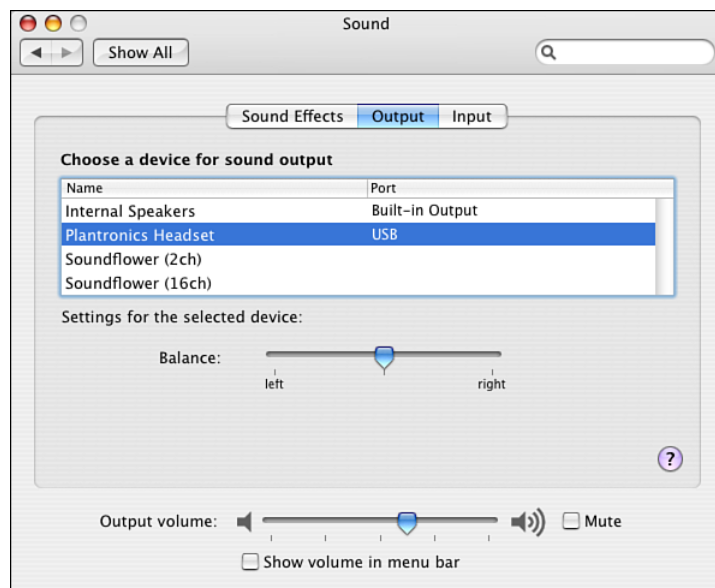 Sound
Show All
Sound Effects Output Input
Choose a device for sound output
Name Port
Internal Speakers Built-in Output
Plantronics Headset USB
Soundflower (2ch)
Soundflower (16ch)
Settings for the selected device:
Balance:
left right
?
Output volume: Mute
Show volume in menu bar